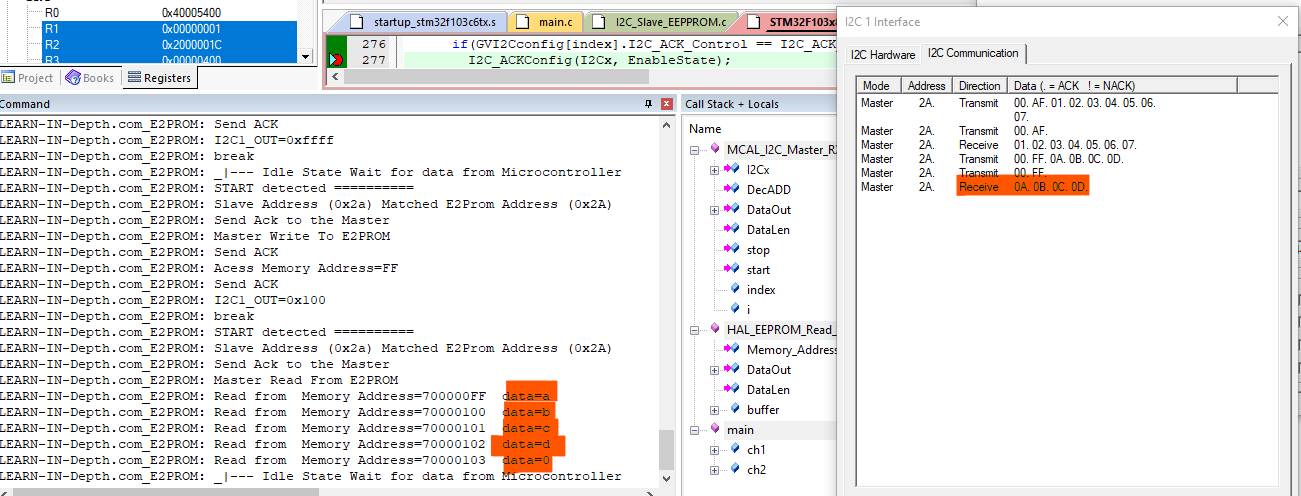 R0 0x40005400
R1 0x00000001
R2 0x2000001C
R3 0x00000400
Project Books Registers
startup_stm32f103c6tx.s main.c I2C_Slave_EEPPROM.c
276 if(GVI2Cconfig[index].I2C_ACK_Control == I2C_ACK_
277 I2C_ACKConfig(I2Cx, EnableState);
Command
LEARN-IN-Depth.com_E2PROM: Send ACK
LEARN-IN-Depth.com_E2PROM: I2C1_OUT=0xffff
LEARN-IN-Depth.com_E2PROM: break
LEARN-IN-Depth.com_E2PROM: _|--- Idle State Wait for data from Microcontroller
LEARN-IN-Depth.com_E2PROM: START detected ==========
LEARN-IN-Depth.com_E2PROM: Slave Address (0x2a) Matched E2Prom Address (0x2A)
LEARN-IN-Depth.com_E2PROM: Send Ack to the Master
LEARN-IN-Depth.com_E2PROM: Master Write To E2PROM
LEARN-IN-Depth.com_E2PROM: Send ACK
LEARN-IN-Depth.com_E2PROM: Acess Memory Address=FF
LEARN-IN-Depth.com_E2PROM: Send ACK
LEARN-IN-Depth.com_E2PROM: I2C1_OUT=0x100
LEARN-IN-Depth.com_E2PROM: break
LEARN-IN-Depth.com_E2PROM: START detected ==========
LEARN-IN-Depth.com_E2PROM: Slave Address (0x2a) Matched E2Prom Address (0x2A)
LEARN-IN-Depth.com_E2PROM: Send Ack to the Master
LEARN-IN-Depth.com_E2PROM: Master Read From E2PROM
LEARN-IN-Depth.com_E2PROM: Read from Memory Address=700000FF data=a
LEARN-IN-Depth.com_E2PROM: Read from Memory Address=70000100 data=b
LEARN-IN-Depth.com_E2PROM: Read from Memory Address=70000101 data=c
LEARN-IN-Depth.com_E2PROM: Read from Memory Address=70000102 data=d
LEARN-IN-Depth.com_E2PROM: Read from Memory Address=70000103 data=0
LEARN-IN-Depth.com_E2PROM: _|--- Idle State Wait for data from Microcontroller
Call Stack + Locals
Name
MCAL_I2C_Master_R
I2Cx
DecADD
DataOut
DataLen
stop
start
index
i
HAL_EEPROM_Read_
Memory_Address
DataOut
DataLen
buffer
main
ch1
ch2
I2C 1 Interface
I2C Hardware I2C Communication
Mode Address Direction Data (. = ACK ! = NACK)
Master 2A. Transmit 00. AF. 01. 02. 03. 04. 05. 06.
07.
Master 2A. Transmit 00. AF.
Master 2A. Receive 01. 02. 03. 04. 05. 06. 07.
Master 2A. Transmit 00. FF. 0A. 0B. 0C. 0D.
Master 2A. Transmit 00. FF.
Master 2A. Receive 0A. 0B. 0C. 0D.